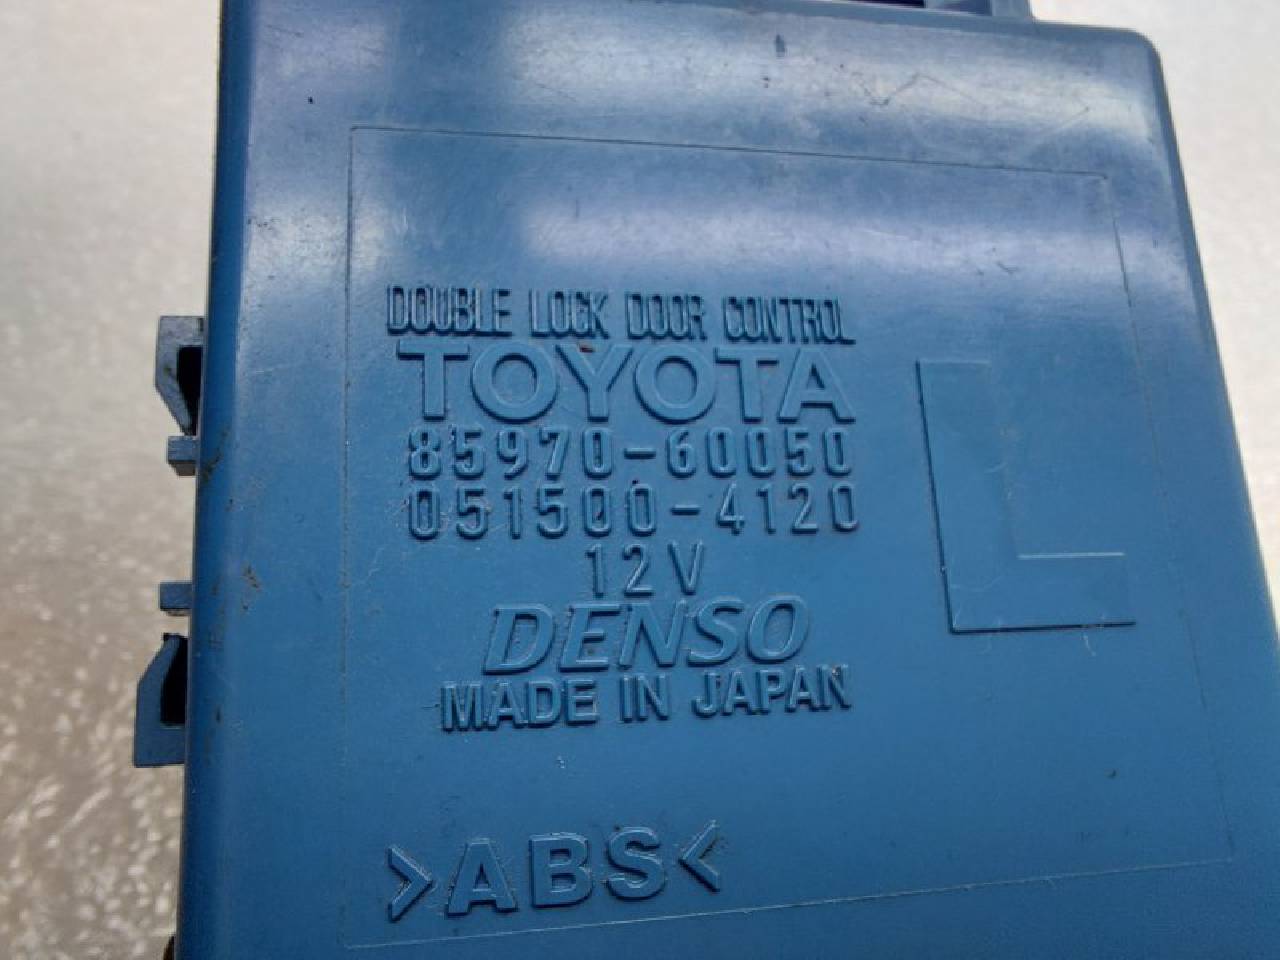 DOUBLE LOCK DOOR CONTROL
TOYOTA
85970-60050
051500-4120
12V
DENSO
MADE IN JAPAN
L
>ABS<